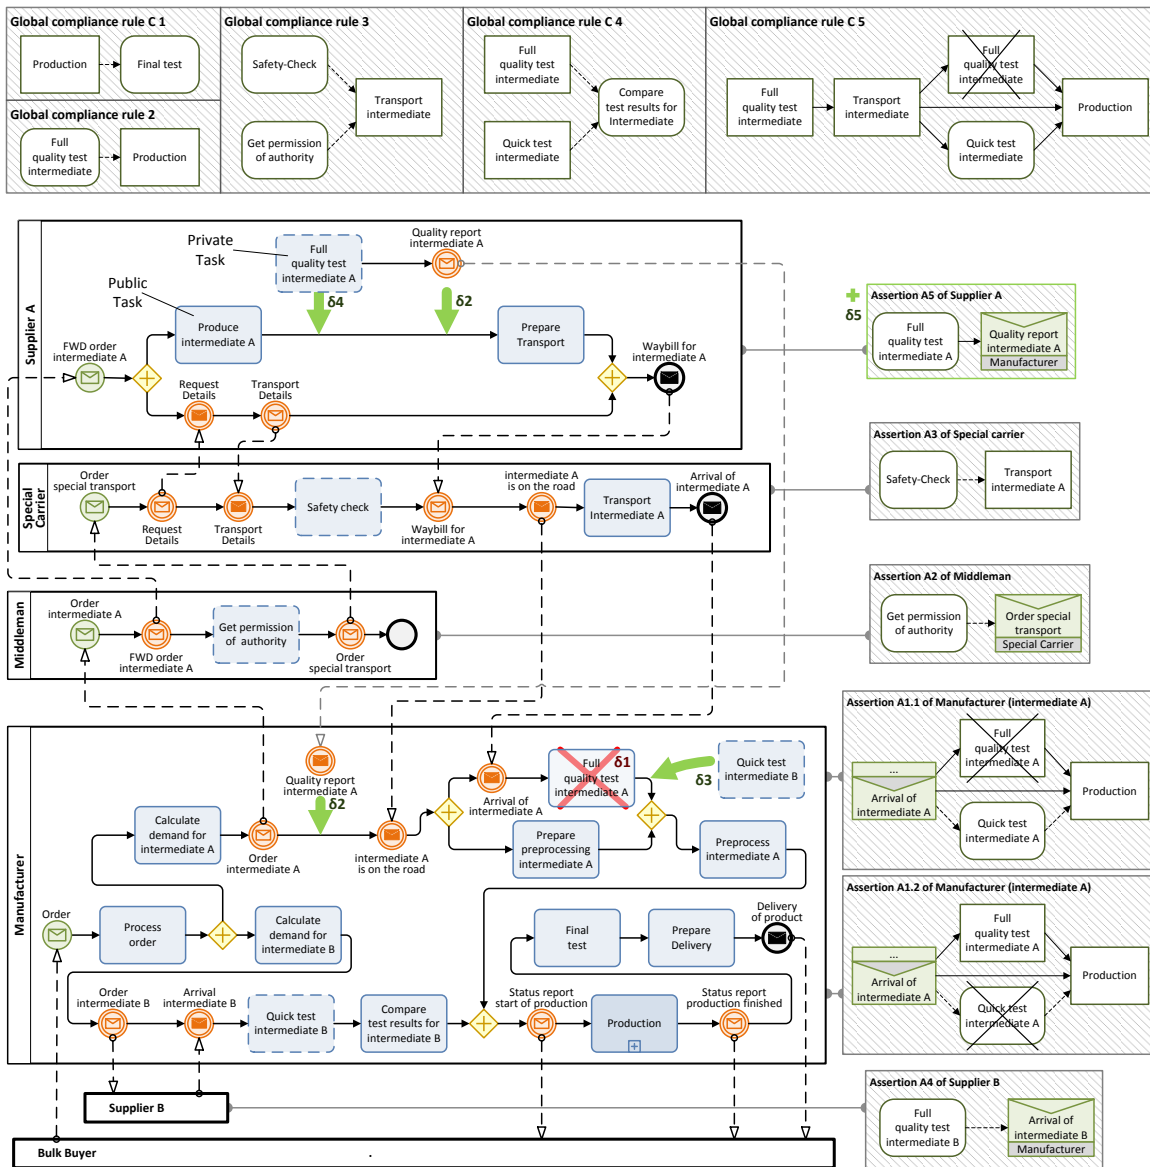 Global compliance rule C 1
Production
Final test
Global compliance rule 2
Full
quality test
intermediate
Production
Global compliance rule 3
Safety-Check
Get permission
of authority
Transport
intermediate
Global compliance rule C 4
Full
quality test
intermediate
Quick test
intermediate
Compare
test results for
Intermediate
Global compliance rule C 5
Full
quality test
intermediate
Transport
intermediate
Full
quality test
intermediate
Quick test
intermediate
Production
Supplier A
Private
Task
Public
Task
Full
quality test
intermediate A
Quality report
intermediate A
δ4
δ2
Produce
intermediate A
Prepare
Transport
FWD order
intermediate A
Request
Details
Transport
Details
Waybill for
intermediate A
δ5
Assertion A5 of Supplier A
Full
quality test
intermediate A
Quality report
intermediate A
Manufacturer
Special
Carrier
Order
special transport
Request
Details
Transport
Details
Safety check
Waybill for
intermediate A
intermediate A
is on the road
Transport
Intermediate A
Arrival of
intermediate A
Assertion A3 of Special carrier
Safety-Check
Transport
intermediate A
Middleman
Order
intermediate A
FWD order
intermediate A
Get permission
of authority
Order
special transport
Assertion A2 of Middleman
Get permission
of authority
Order special
transport
Special Carrier
Manufacturer
Quality report
intermediate A
δ2
Calculate
demand for
intermediate A
Order
intermediate A
intermediate A
is on the road
Arrival of
intermediate A
Full
quality test
intermediate A
δ1
δ3
Quick test
intermediate B
Prepare
preprocessing
intermediate A
Preprocess
intermediate A
Order
Process
order
Calculate
demand for
intermediate B
Final
test
Prepare
Delivery
Delivery
of product
Order
intermediate B
Arrival
intermediate B
Quick test
intermediate B
Compare
test results for
intermediate B
Status report
start of production
Production
Status report
production finished
Assertion A1.1 of Manufacturer (intermediate A)
...
Arrival of
intermediate A
Full
quality test
intermediate A
Quick test
intermediate A
Production
Assertion A1.2 of Manufacturer (intermediate A)
...
Arrival of
intermediate A
Full
quality test
intermediate A
Quick test
intermediate A
Production
Supplier B
Assertion A4 of Supplier B
Full
quality test
intermediate B
Arrival of
intermediate B
Manufacturer
Bulk Buyer
.